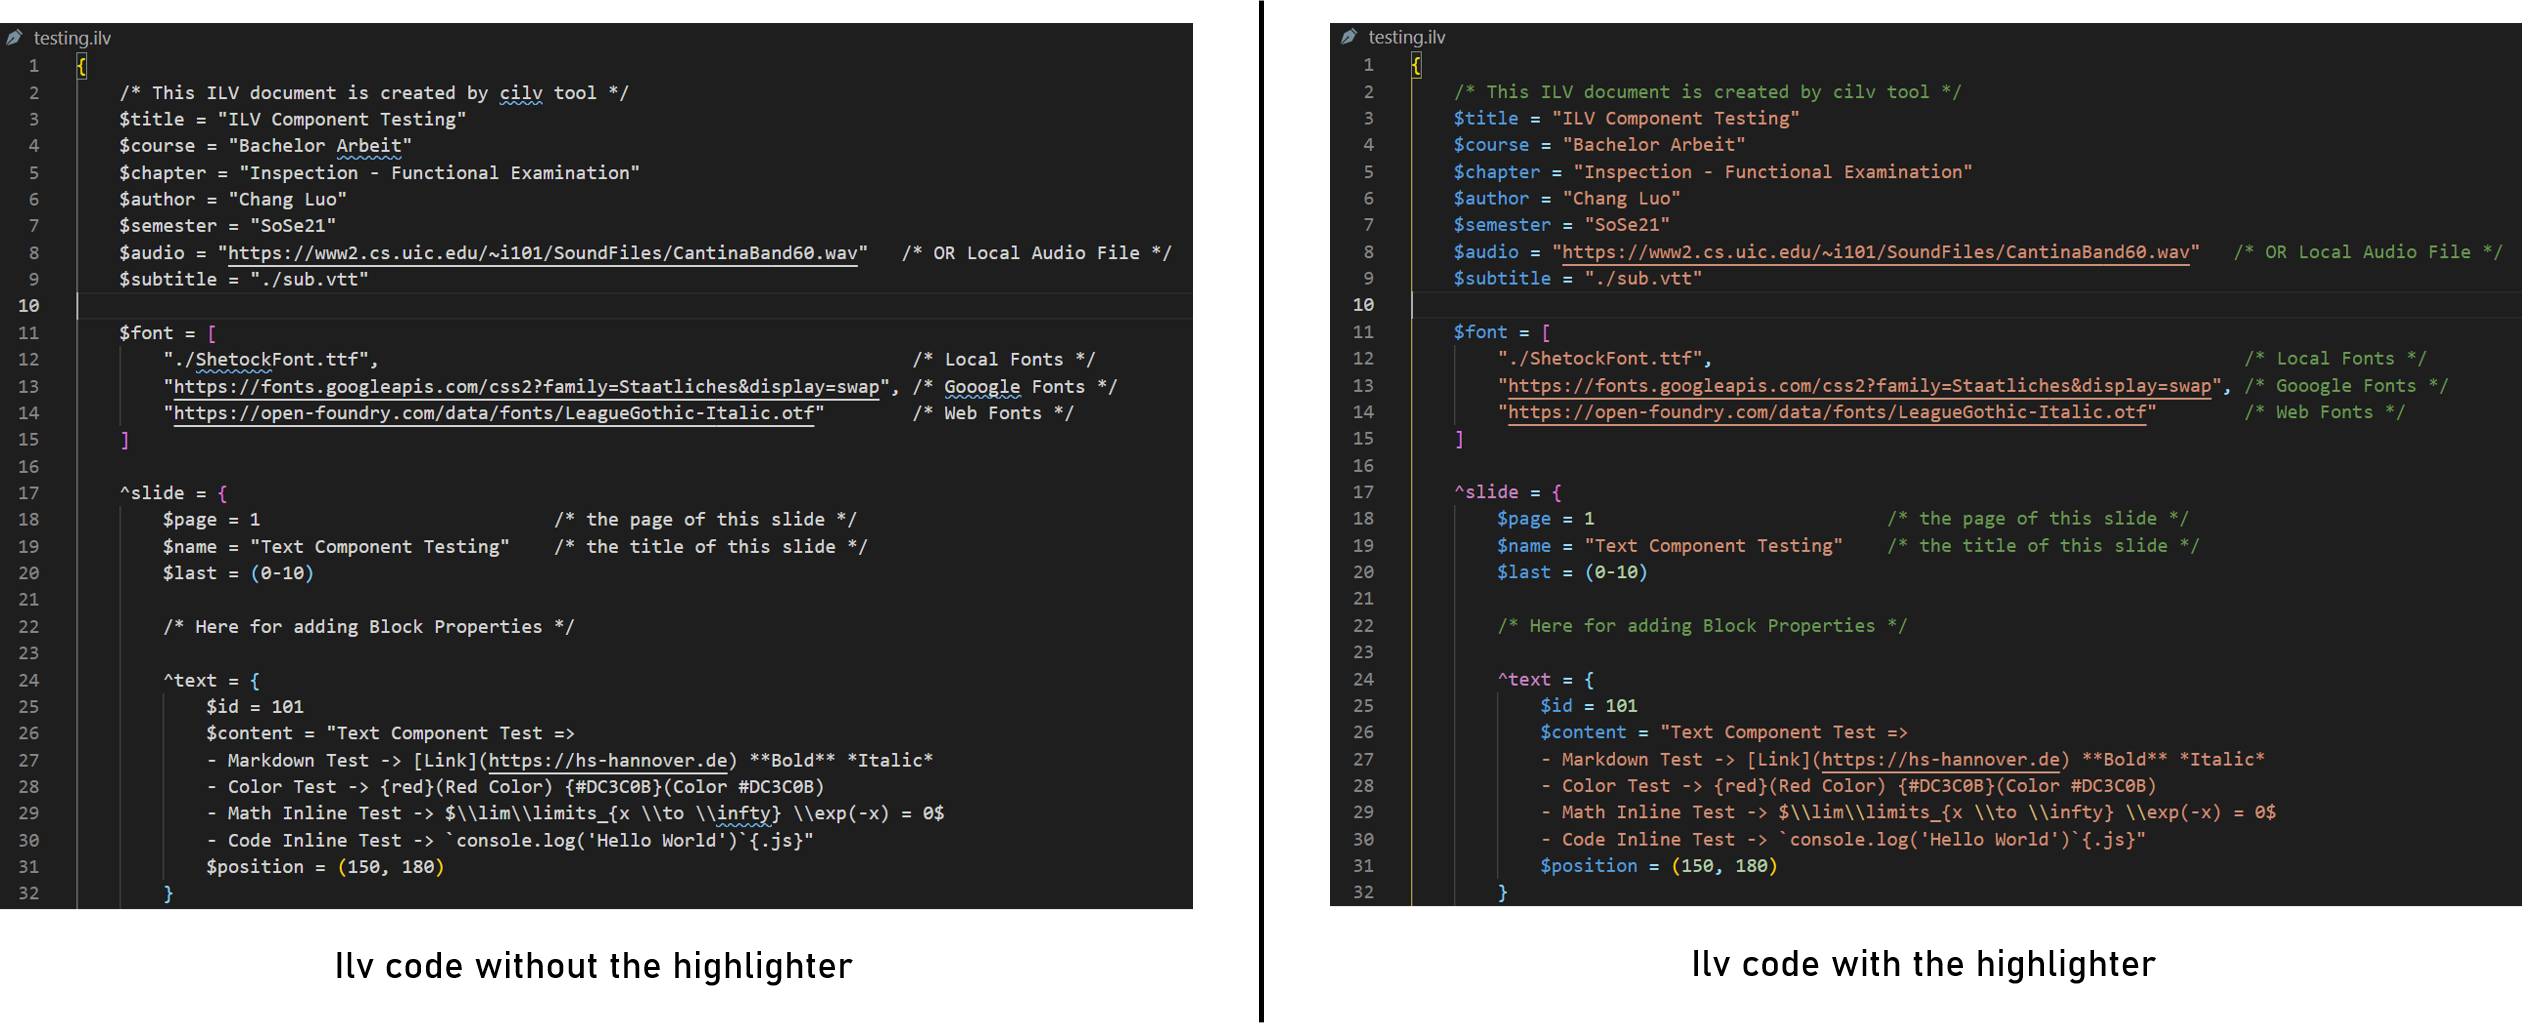 testing.ilv
1 {
2 /* This ILV document is created by cilv tool */
3 $title = "ILV Component Testing"
4 $course = "Bachelor Arbeit"
5 $chapter = "Inspection - Functional Examination"
6 $author = "Chang Luo"
7 $semester = "SoSe21"
8 $audio = "https://www2.cs.uic.edu/~i101/SoundFiles/CantinaBand60.wav" /* OR Local Audio File */
9 $subtitle = "./sub.vtt"
10
11 $font = [
12 "./ShetockFont.ttf", /* Local Fonts */
13 "https://fonts.googleapis.com/css2?family=Staatliches&display=swap", /* Gooogle Fonts */
14 "https://open-foundry.com/data/fonts/LeagueGothic-Italic.otf" /* Web Fonts */
15 ]
16
17 ^slide = {
18 $page = 1 /* the page of this slide */
19 $name = "Text Component Testing" /* the title of this slide */
20 $last = (0-10)
21
22 /* Here for adding Block Properties */
23
24 ^text = {
25 $id = 101
26 $content = "Text Component Test =>
27 - Markdown Test -> [Link](https://hs-hannover.de) **Bold** *Italic*
28 - Color Test -> {red}(Red Color) {#DC3C0B}(Color #DC3C0B)
29 - Math Inline Test -> $\\lim\\limits_{x \\to \\infty} \\exp(-x) = 0$
30 - Code Inline Test -> `console.log('Hello World')`{.js}"
31 $position = (150, 180)
32 }
Ilv code without the highlighter
testing.ilv
1 {
2 /* This ILV document is created by cilv tool */
3 $title = "ILV Component Testing"
4 $course = "Bachelor Arbeit"
5 $chapter = "Inspection - Functional Examination"
6 $author = "Chang Luo"
7 $semester = "SoSe21"
8 $audio = "https://www2.cs.uic.edu/~i101/SoundFiles/CantinaBand60.wav" /* OR Local Audio File */
9 $subtitle = "./sub.vtt"
10
11 $font = [
12 "./ShetockFont.ttf", /* Local Fonts */
13 "https://fonts.googleapis.com/css2?family=Staatliches&display=swap", /* Gooogle Fonts */
14 "https://open-foundry.com/data/fonts/LeagueGothic-Italic.otf" /* Web Fonts */
15 ]
16
17 ^slide = {
18 $page = 1 /* the page of this slide */
19 $name = "Text Component Testing" /* the title of this slide */
20 $last = (0-10)
21
22 /* Here for adding Block Properties */
23
24 ^text = {
25 $id = 101
26 $content = "Text Component Test =>
27 - Markdown Test -> [Link](https://hs-hannover.de) **Bold** *Italic*
28 - Color Test -> {red}(Red Color) {#DC3C0B}(Color #DC3C0B)
29 - Math Inline Test -> $\\lim\\limits_{x \\to \\infty} \\exp(-x) = 0$
30 - Code Inline Test -> `console.log('Hello World')`{.js}"
31 $position = (150, 180)
32 }
Ilv code with the highlighter